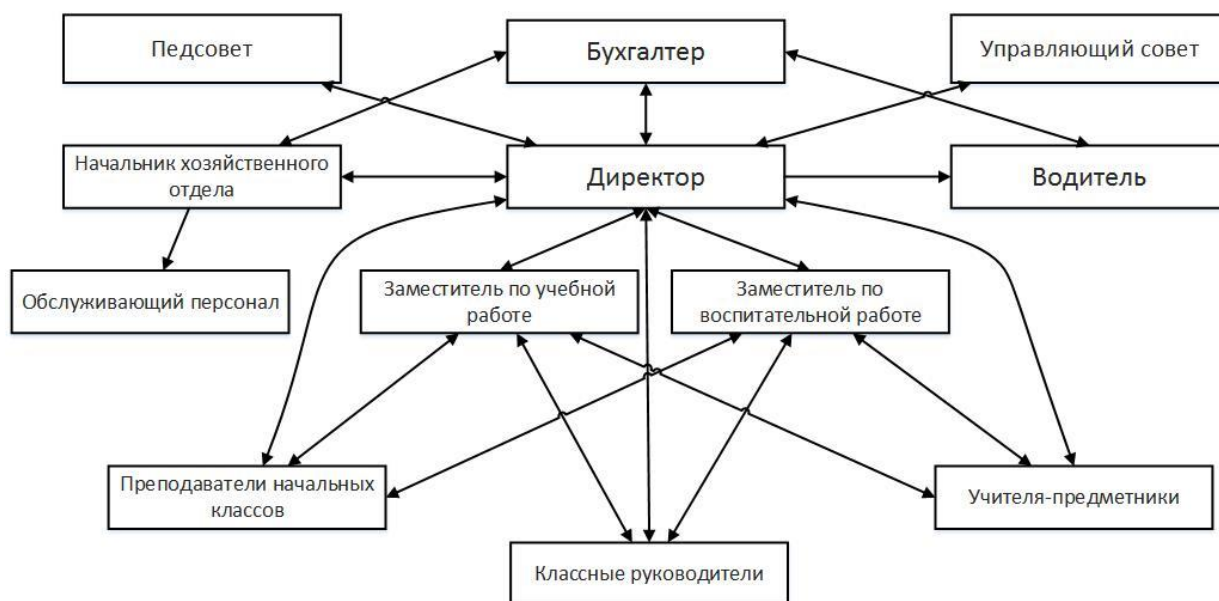 Педсовет
Бухгалтер
Управляющий совет
Начальник хозяйственного
отдела
Директор
Водитель
Обслуживающий персонал
Заместитель по учебной
работе
Заместитель по
воспитательной работе
Преподаватели начальных
классов
Учителя-предметники
Классные руководители